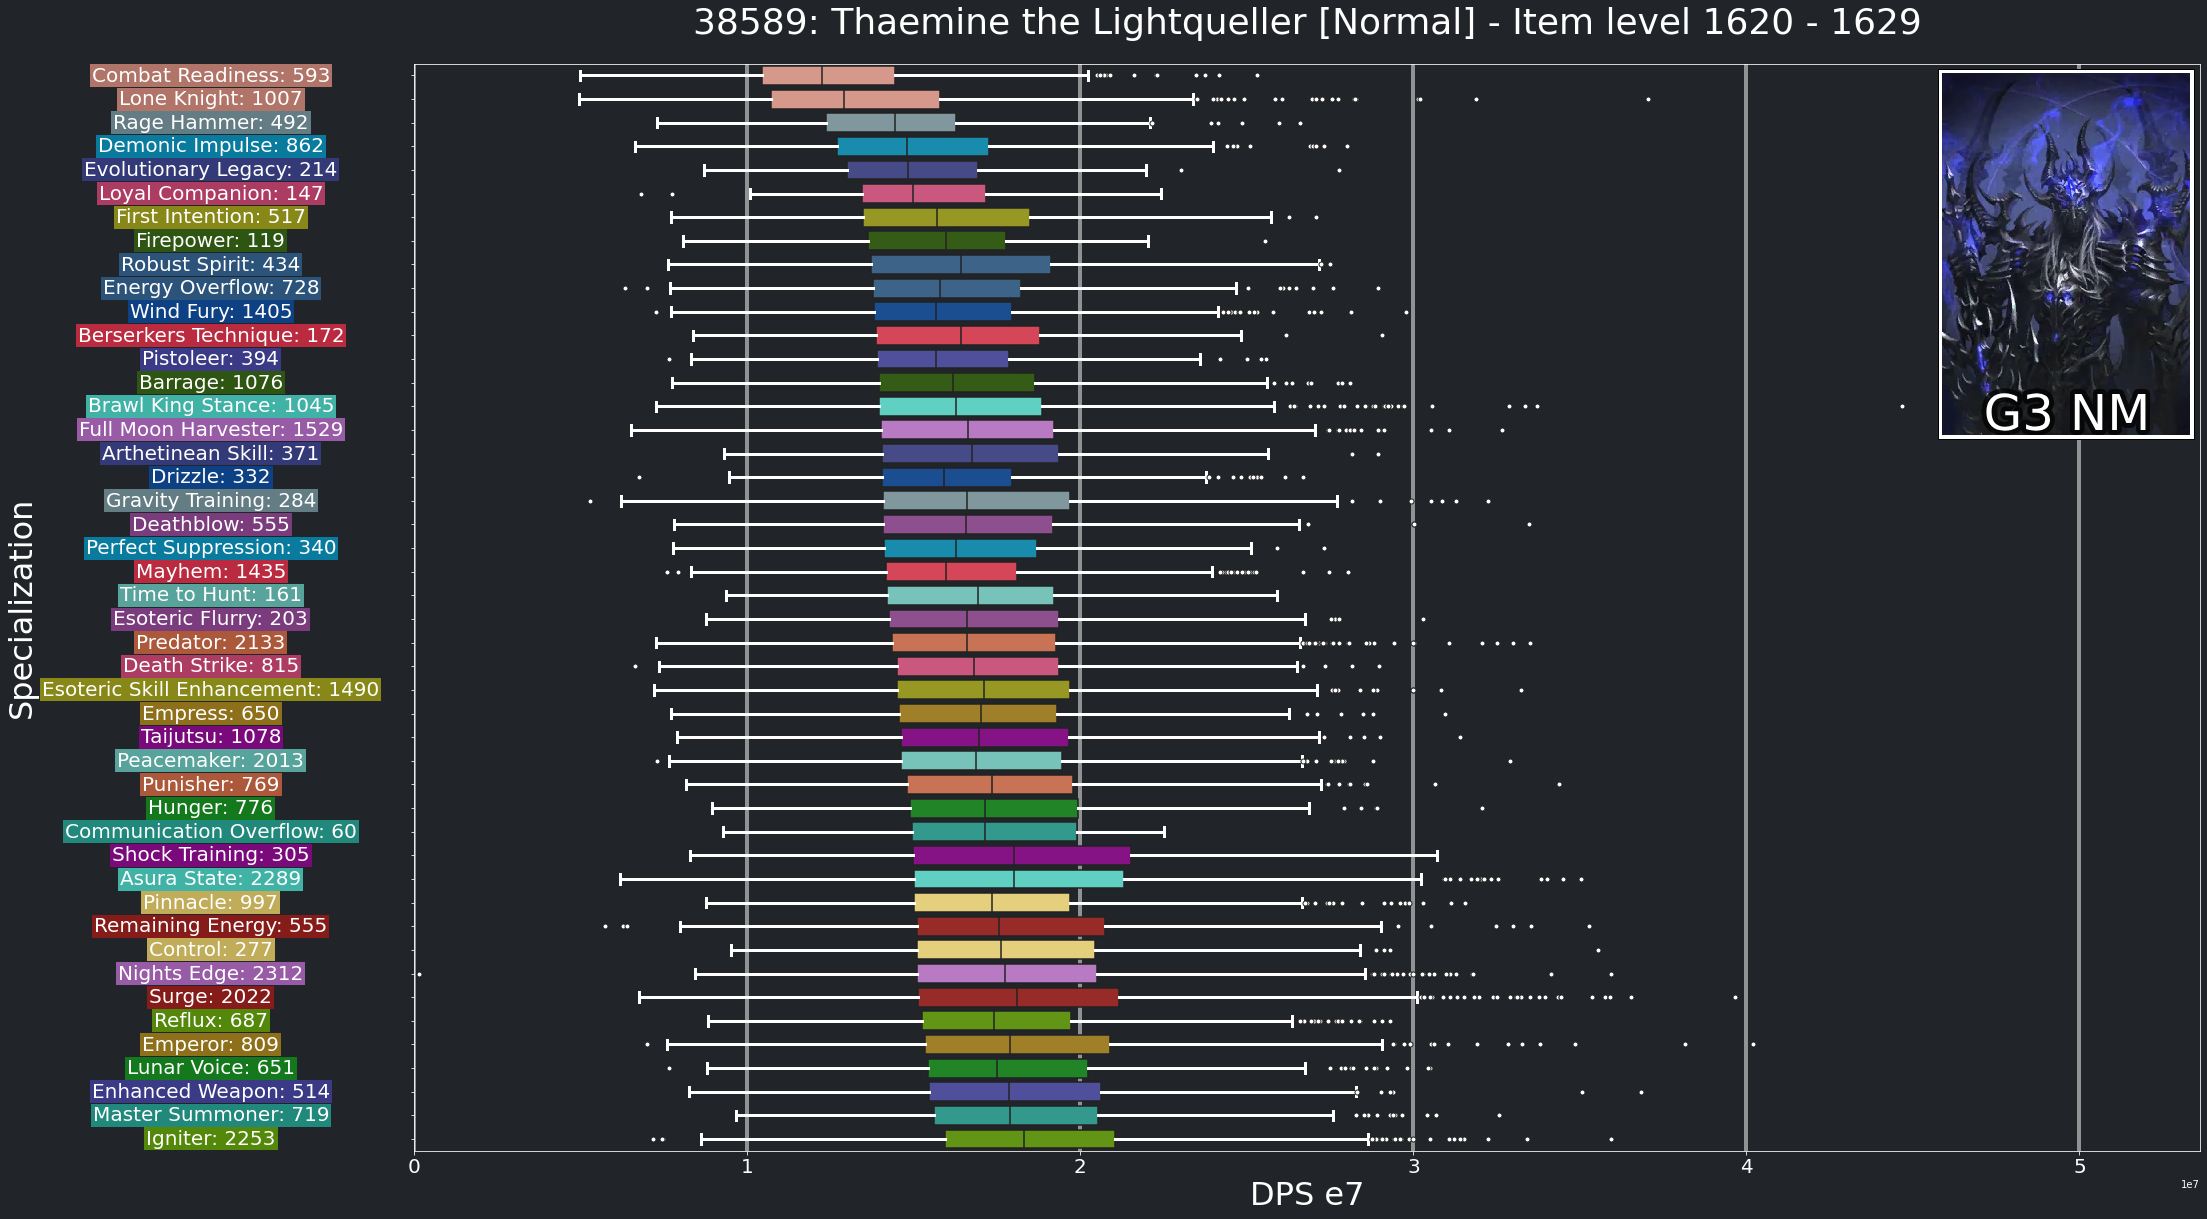 38589: Thaemine the Lightqueller [Normal] - Item level 1620 - 1629
Combat Readiness: 593
Lone Knight: 1007
Rage Hammer: 492
Demonic Impulse: 862
Evolutionary Legacy: 214
Loyal Companion: 147
First Intention: 517
Firepower: 119
Robust Spirit: 434
Energy Overflow: 728
Wind Fury: 1405
Berserkers Technique: 172
Pistoleer: 394
Barrage: 1076
Brawl King Stance: 1045
Full Moon Harvester: 1529
Arthetinean Skill: 371
Drizzle: 332
Gravity Training: 284
Deathblow: 555
Perfect Suppression: 340
Mayhem: 1435
Time to Hunt: 161
Esoteric Flurry: 203
Predator: 2133
Death Strike: 815
Esoteric Skill Enhancement: 1490
Empress: 650
Taijutsu: 1078
Peacemaker: 2013
Punisher: 769
Hunger: 776
Communication Overflow: 60
Shock Training: 305
Asura State: 2289
Pinnacle: 997
Remaining Energy: 555
Control: 277
Nights Edge: 2312
Surge: 2022
Reflux: 687
Emperor: 809
Lunar Voice: 651
Enhanced Weapon: 514
Master Summoner: 719
Igniter: 2253
Specialization
G3 NM
0 1 2 3 4 5
DPS e7
1e7